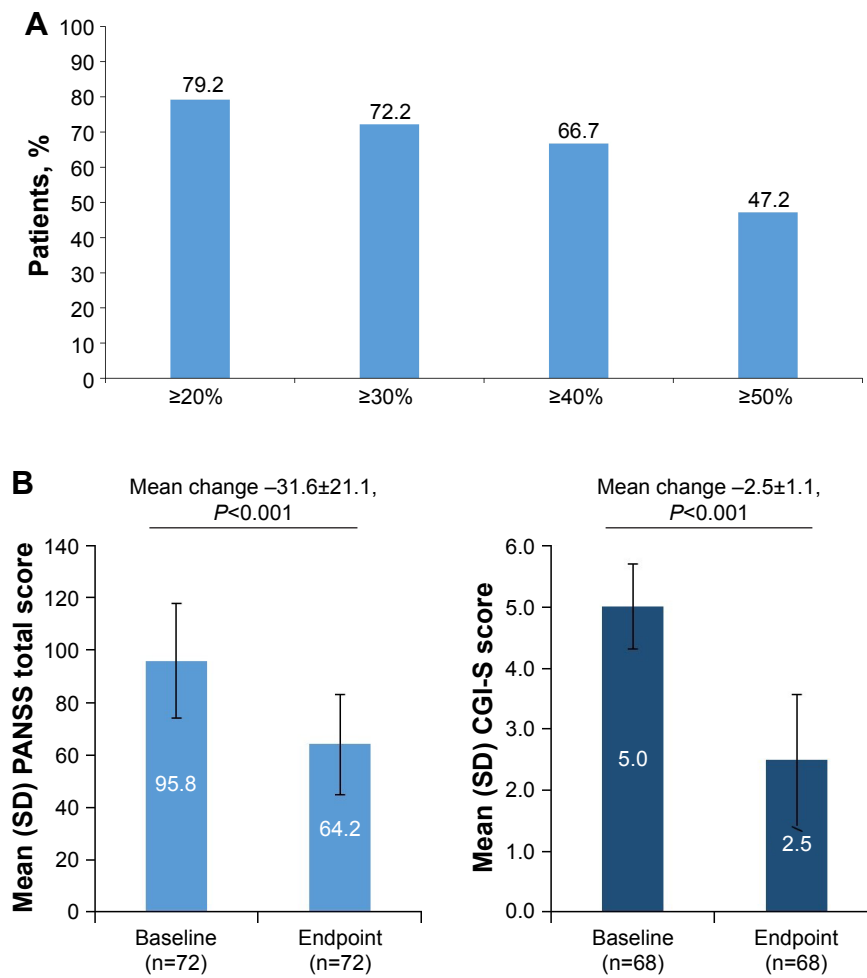 A
Patients, %
100
90
80
70
60
50
40
30
20
10
0
79.2
72.2
66.7
47.2
≥20%
≥30%
≥40%
≥50%
B
Mean change –31.6±21.1,
P<0.001
Mean (SD) PANSS total score
140
120
100
80
60
40
20
0
95.8
64.2
Baseline
(n=72)
Endpoint
(n=72)
Mean change –2.5±1.1,
P<0.001
Mean (SD) CGI-S score
6.0
5.0
4.0
3.0
2.0
1.0
0.0
5.0
2.5
Baseline
(n=68)
Endpoint
(n=68)